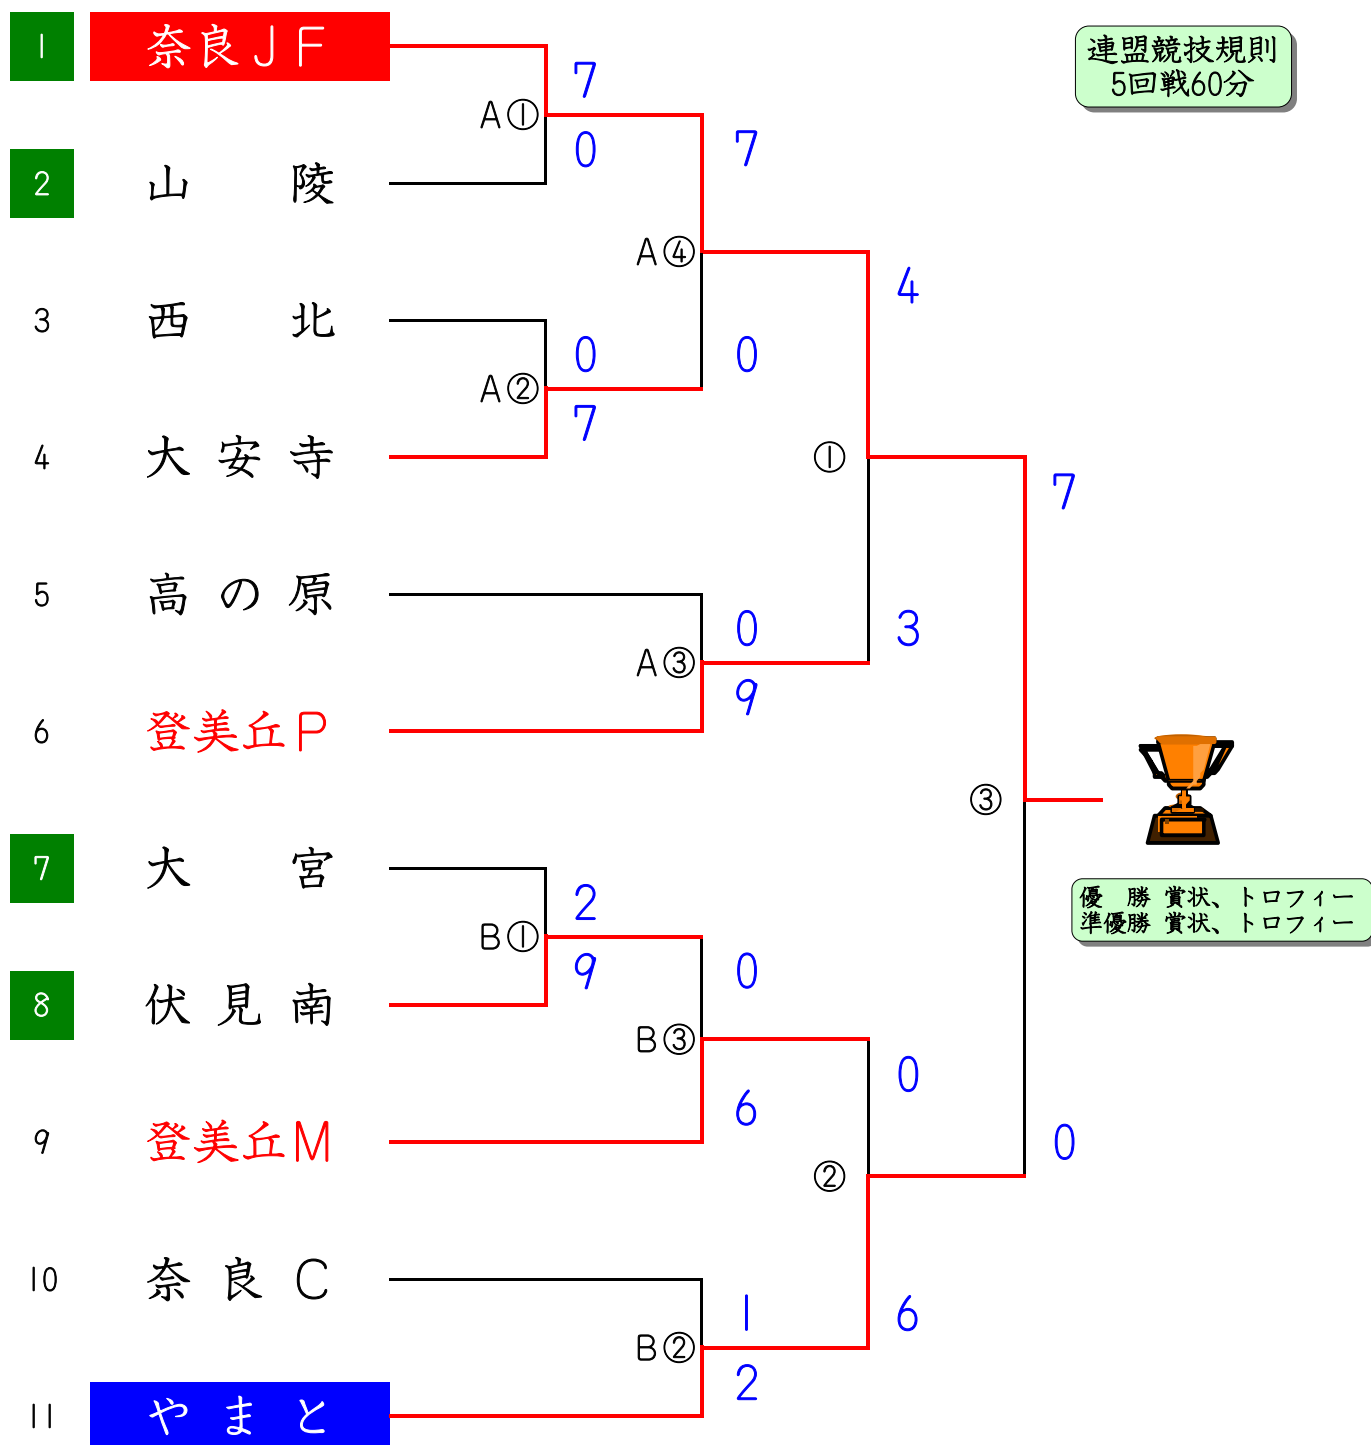 1 奈良JF
連盟競技規則
5回戦60分
7
A①
0
7
2 山 陵
A④
4
3 西 北
0
0
A②
7
4 大安寺
①
7
5 高の原
0
3
A③
9
6 登美丘P
③
7 大 宮
2
優 勝 賞状、トロフィー
準優勝 賞状、トロフィー
B①
9
0
8 伏見南
B③
0
6
9 登美丘M
0
②
10 奈良C
1
6
B②
2
11 やまと